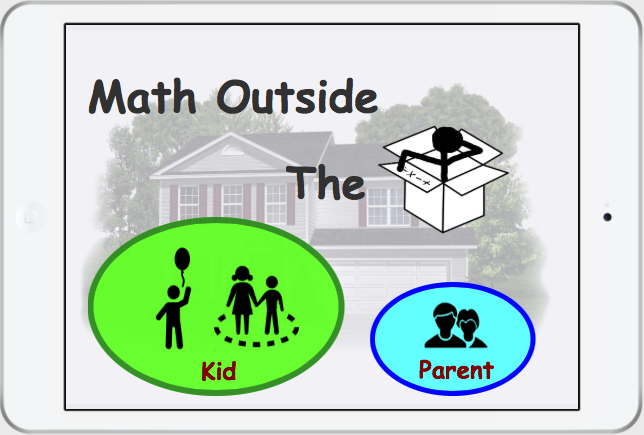 Math Outside
The
Kid
Parent